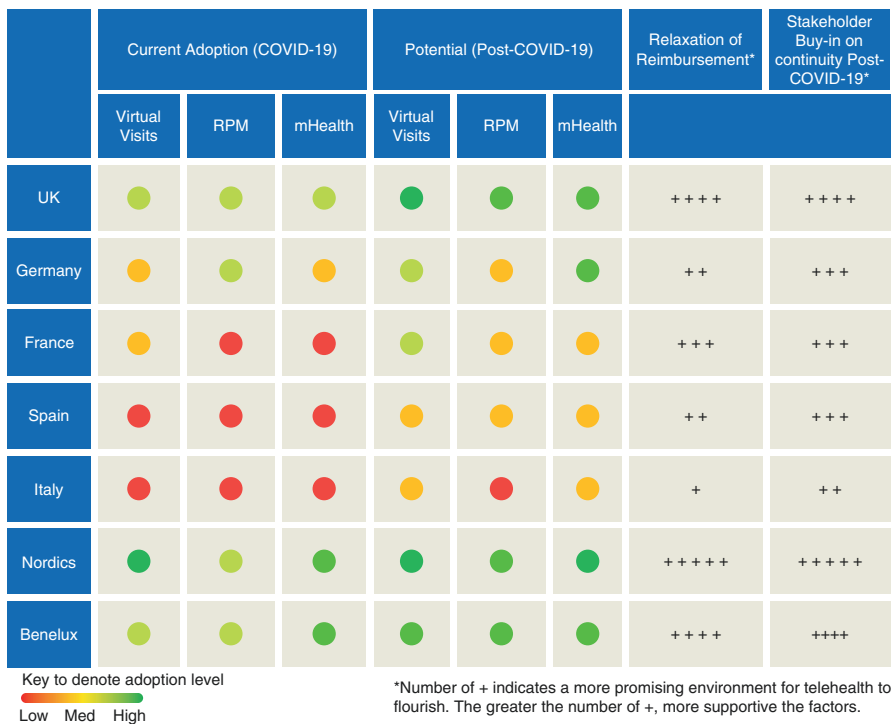 Current Adoption (COVID-19)
Potential (Post-COVID-19)
Relaxation of
Reimbursement*
Stakeholder
Buy-in on
continuity Post-
COVID-19*
Virtual
Visits
RPM
mHealth
Virtual
Visits
RPM
mHealth
UK
++++
++++
Germany
++
+++
France
+++
+++
Spain
++
+++
Italy
+
++
Nordics
+++++
+++++
Benelux
++++
++++
Key to denote adoption level
Low Med High
*Number of + indicates a more promising environment for telehealth to
flourish. The greater the number of +, more supportive the factors.